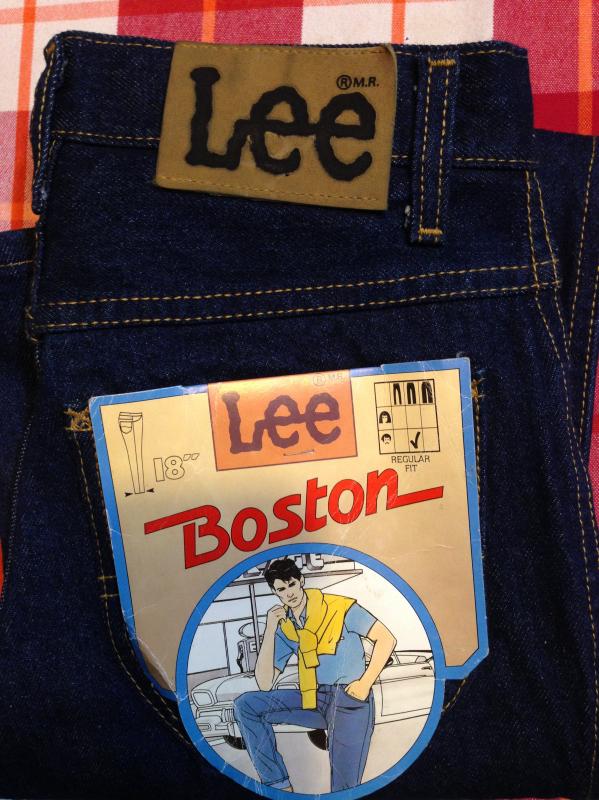 Lee
® M.R.
Lee
® M.R.
18"
REGULAR
FIT
Boston